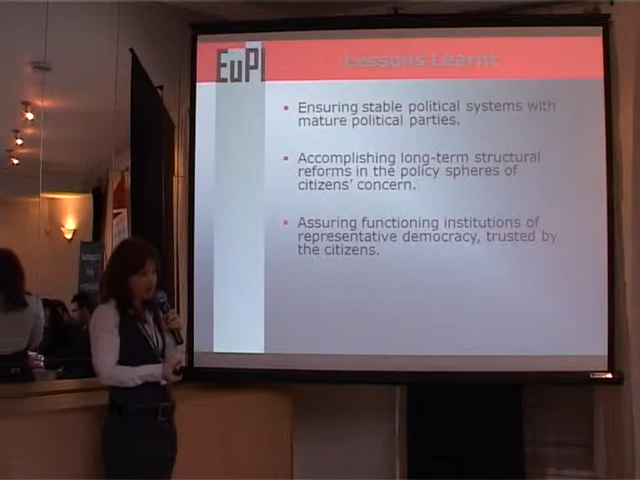 EuPI
Lessons Learnt
Ensuring stable political systems with
mature political parties.
Accomplishing long-term structural
reforms in the policy spheres of
citizens' concern.
Assuring functioning institutions of
representative democracy, trusted by
the citizens.